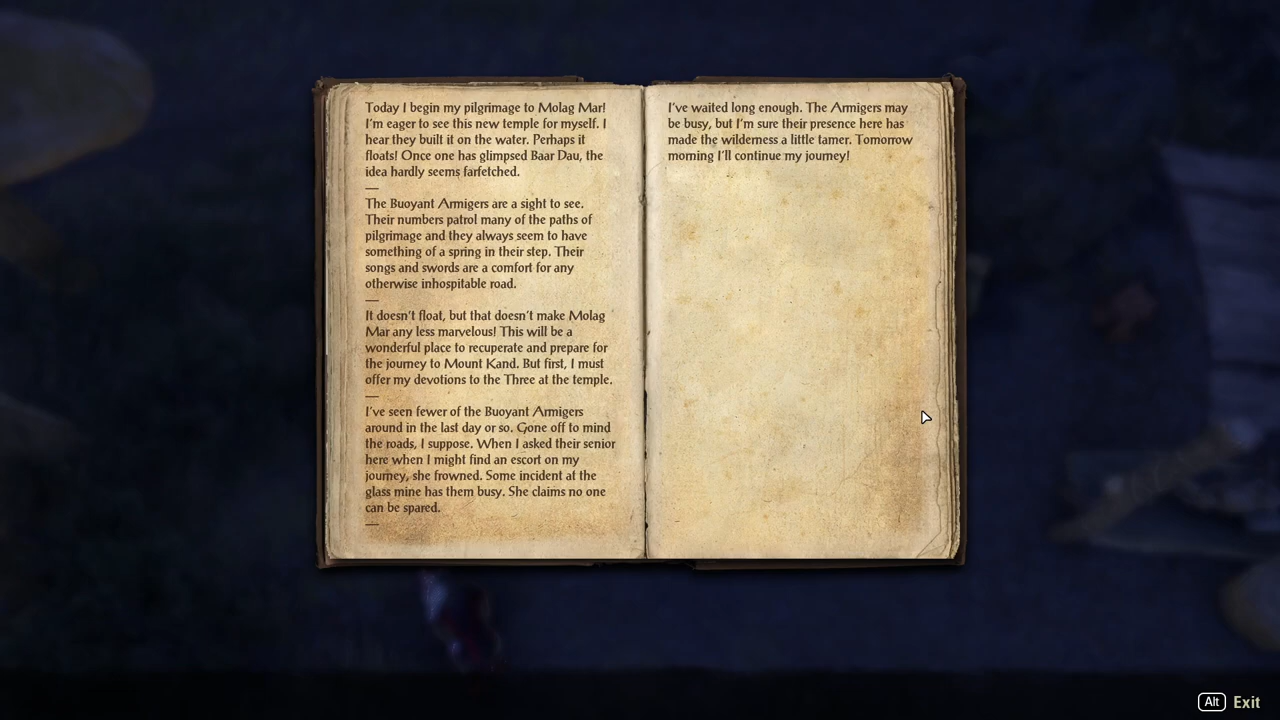 Today I begin my pilgrimage to Molag Mar!
I'm eager to see this new temple for myself. I
hear they built it on the water. Perhaps it
floats! Once one has glimpsed Baar Dau, the
idea hardly seems farfetched.
—
The Buoyant Armigers are a sight to see.
Their numbers patrol many of the paths of
pilgrimage and they always seem to have
something of a spring in their step. Their
songs and swords are a comfort for any
otherwise inhospitable road.
—
It doesn't float, but that doesn't make Molag
Mar any less marvelous! This will be a
wonderful place to recuperate and prepare for
the journey to Mount Kand. But first, I must
offer my devotions to the Three at the temple.
—
I've seen fewer of the Buoyant Armigers
around in the last day or so. Gone off to mind
the roads, I suppose. When I asked their senior
here when I might find an escort on my
journey, she frowned. Some incident at the
glass mine has them busy. She claims no one
can be spared.
—
I've waited long enough. The Armigers may
be busy, but I'm sure their presence here has
made the wilderness a little tamer. Tomorrow
morning I'll continue my journey!
Alt Exit